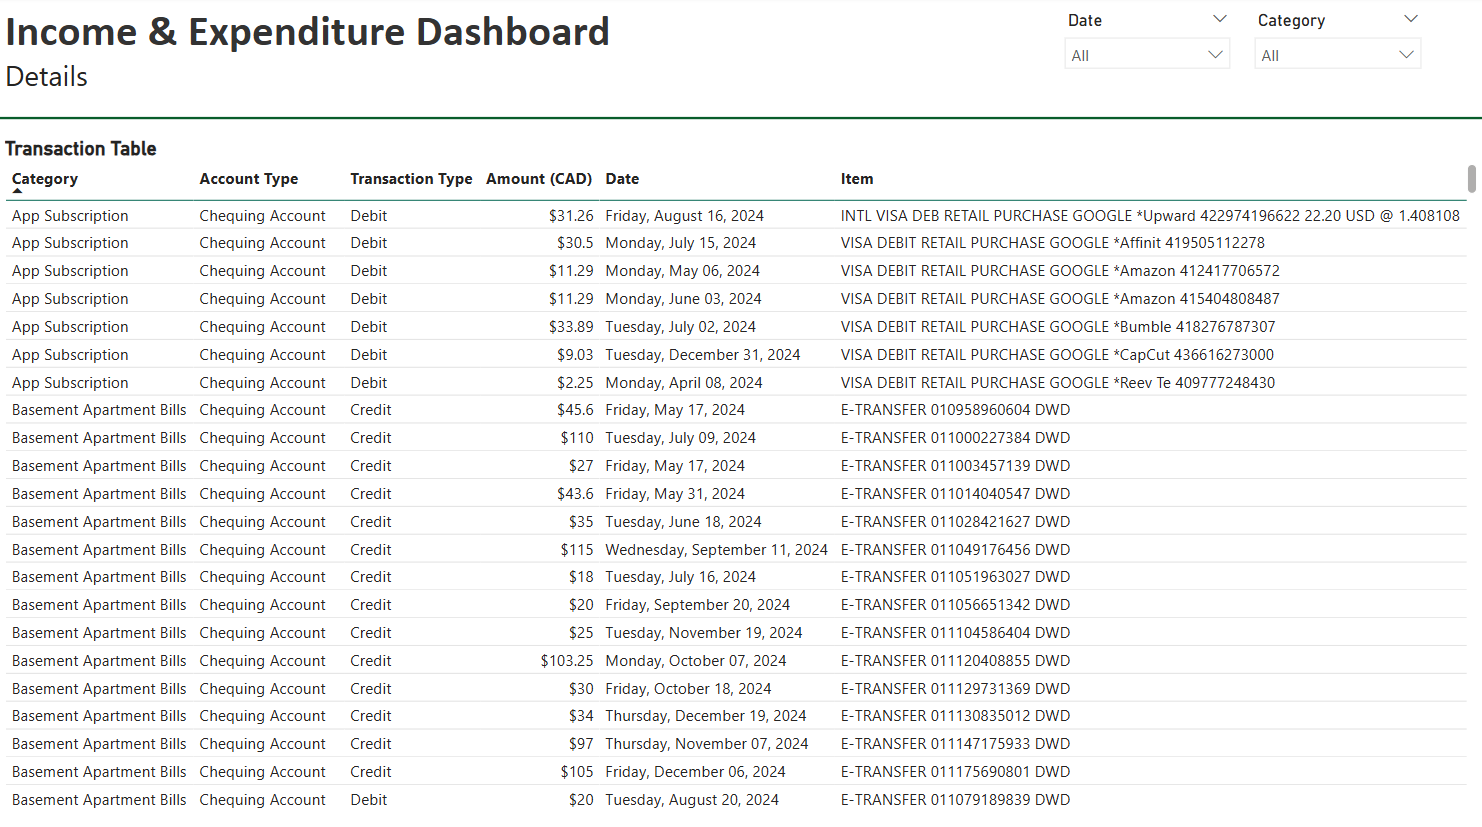 Income & Expenditure Dashboard
Details
Date
Category
All
All
Transaction Table
Category Account Type Transaction Type Amount (CAD) Date Item
App Subscription Chequing Account Debit $31.26 Friday, August 16, 2024 INTL VISA DEB RETAIL PURCHASE GOOGLE *Upward 422974196622 22.20 USD @ 1.408108
App Subscription Chequing Account Debit $30.5 Monday, July 15, 2024 VISA DEBIT RETAIL PURCHASE GOOGLE *Affinit 419505112278
App Subscription Chequing Account Debit $11.29 Monday, May 06, 2024 VISA DEBIT RETAIL PURCHASE GOOGLE *Amazon 412417706572
App Subscription Chequing Account Debit $11.29 Monday, June 03, 2024 VISA DEBIT RETAIL PURCHASE GOOGLE *Amazon 415404808487
App Subscription Chequing Account Debit $33.89 Tuesday, July 02, 2024 VISA DEBIT RETAIL PURCHASE GOOGLE *Bumble 418276787307
App Subscription Chequing Account Debit $9.03 Tuesday, December 31, 2024 VISA DEBIT RETAIL PURCHASE GOOGLE *CapCut 436616273000
App Subscription Chequing Account Debit $2.25 Monday, April 08, 2024 VISA DEBIT RETAIL PURCHASE GOOGLE *Reev Te 409777248430
Basement Apartment Bills Chequing Account Credit $45.6 Friday, May 17, 2024 E-TRANSFER 010958960604 DWD
Basement Apartment Bills Chequing Account Credit $110 Tuesday, July 09, 2024 E-TRANSFER 011000227384 DWD
Basement Apartment Bills Chequing Account Credit $27 Friday, May 17, 2024 E-TRANSFER 011003457139 DWD
Basement Apartment Bills Chequing Account Credit $43.6 Friday, May 31, 2024 E-TRANSFER 011014040547 DWD
Basement Apartment Bills Chequing Account Credit $35 Tuesday, June 18, 2024 E-TRANSFER 011028421627 DWD
Basement Apartment Bills Chequing Account Credit $115 Wednesday, September 11, 2024 E-TRANSFER 011049176456 DWD
Basement Apartment Bills Chequing Account Credit $18 Tuesday, July 16, 2024 E-TRANSFER 011051963027 DWD
Basement Apartment Bills Chequing Account Credit $20 Friday, September 20, 2024 E-TRANSFER 011056651342 DWD
Basement Apartment Bills Chequing Account Credit $25 Tuesday, November 19, 2024 E-TRANSFER 011104586404 DWD
Basement Apartment Bills Chequing Account Credit $103.25 Monday, October 07, 2024 E-TRANSFER 011120408855 DWD
Basement Apartment Bills Chequing Account Credit $30 Friday, October 18, 2024 E-TRANSFER 011129731369 DWD
Basement Apartment Bills Chequing Account Credit $34 Thursday, December 19, 2024 E-TRANSFER 011130835012 DWD
Basement Apartment Bills Chequing Account Credit $97 Thursday, November 07, 2024 E-TRANSFER 011147175933 DWD
Basement Apartment Bills Chequing Account Credit $105 Friday, December 06, 2024 E-TRANSFER 011175690801 DWD
Basement Apartment Bills Chequing Account Debit $20 Tuesday, August 20, 2024 E-TRANSFER 011079189839 DWD